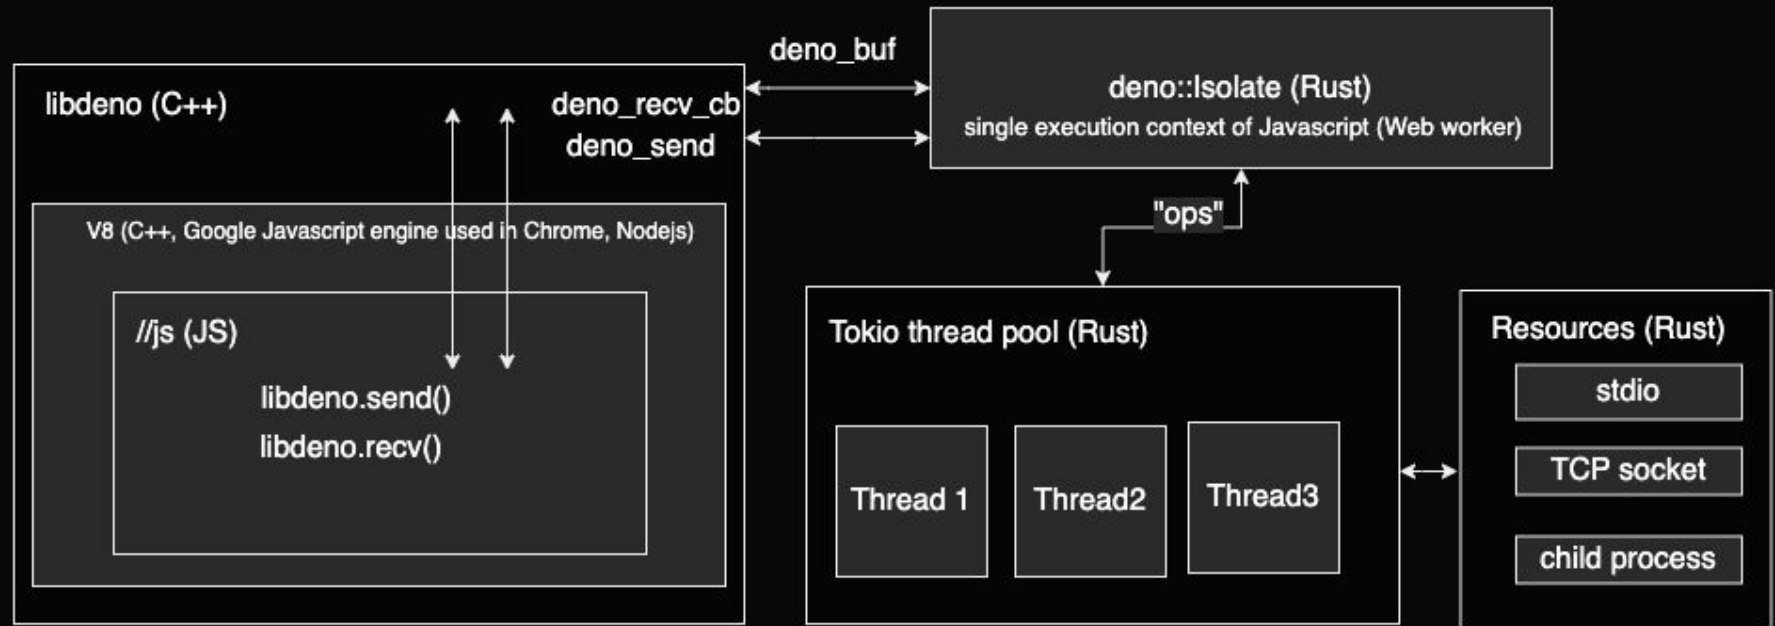 deno_buf
libdeno (C++)
deno_recv_cb
deno_send
deno::Isolate (Rust)
single execution context of Javascript (Web worker)
"ops"
V8 (C++, Google Javascript engine used in Chrome, Nodejs)
//js (JS)
libdeno.send()
libdeno.recv()
Tokio thread pool (Rust)
Thread 1
Thread2
Thread3
Resources (Rust)
stdio
TCP socket
child process